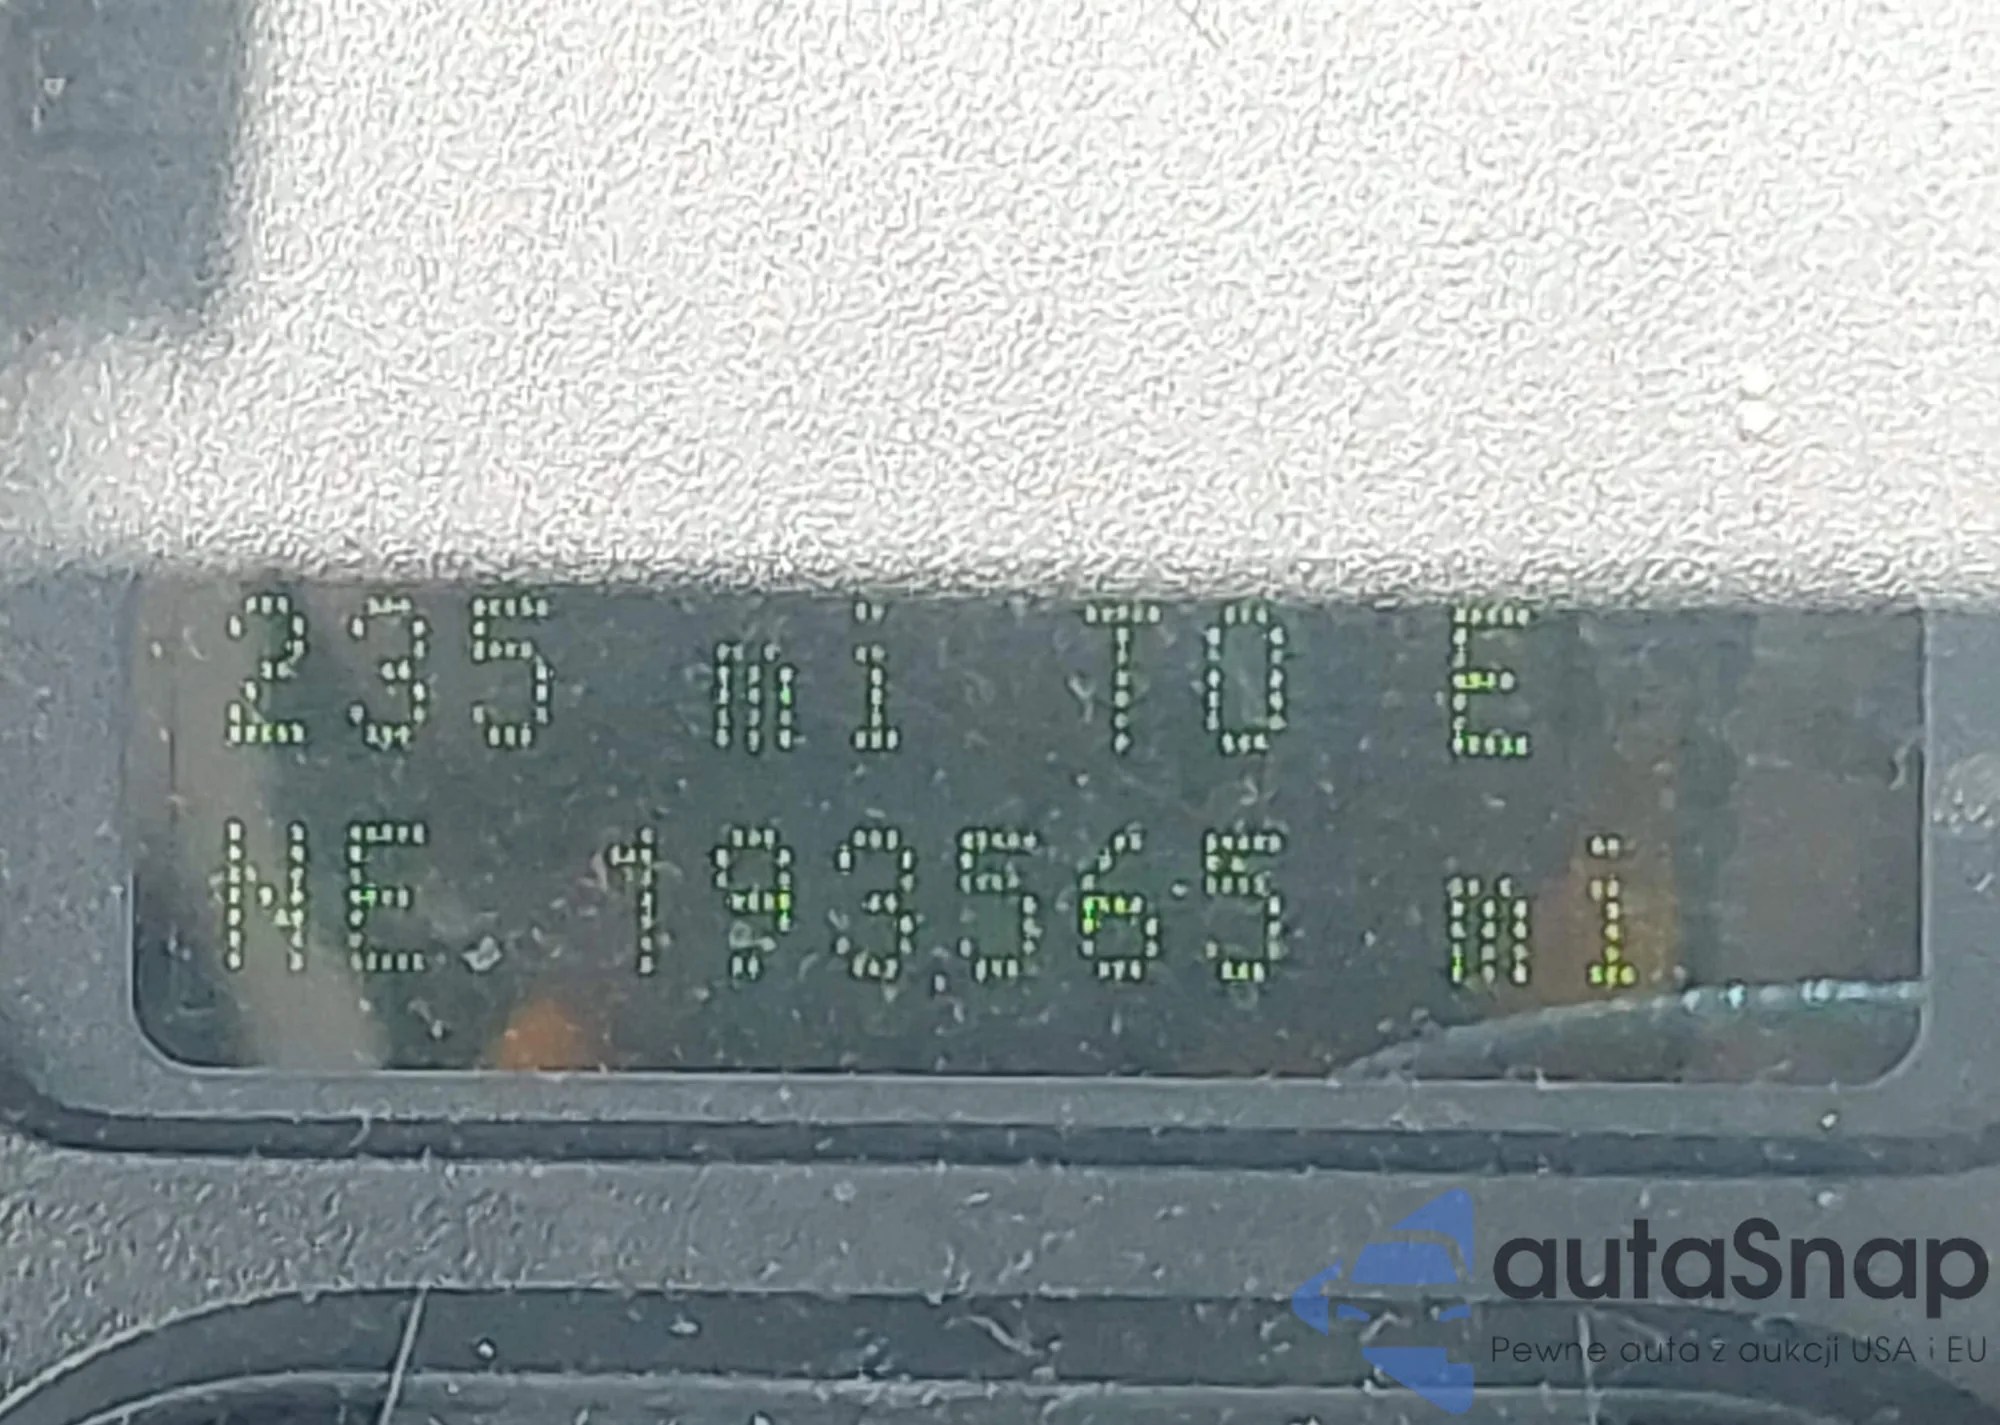 235 mi TO E
NE 193565 mi
autaSnap
Pewne auta z aukcji USA i EU